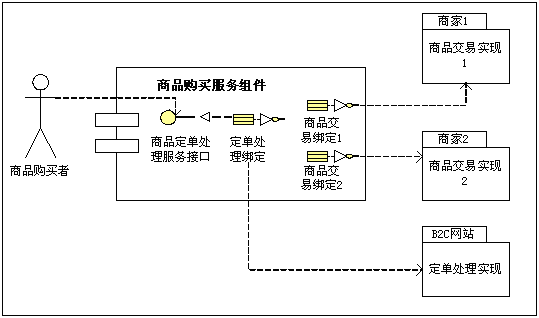 商家1
商品交易实现
1
商品购买服务组件
商品交
易绑定1
商品定单处
理服务接口
定单处
理绑定
商品购买者
商家2
商品交易实现
2
商品交
易绑定2
B2C网站
定单处理实现